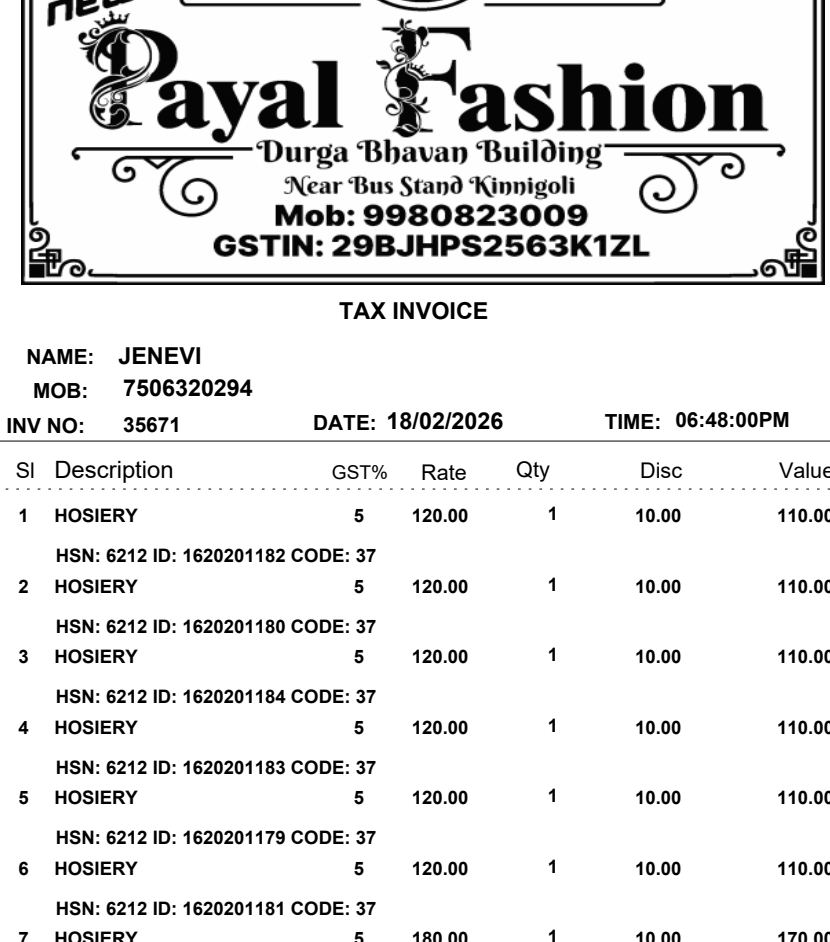 new
Payal Fashion
Durga Bhavan Building
Near Bus Stand Kinnigoli
Mob: 9980823009
GSTIN: 29BJHPS2563K1ZL
TAX INVOICE
NAME: JENEVI
MOB: 7506320294
INV NO: 35671 DATE: 18/02/2026 TIME: 06:48:00PM
Sl Description GST% Rate Qty Disc Value
1 HOSIERY 5 120.00 1 10.00 110.00
HSN: 6212 ID: 1620201182 CODE: 37
2 HOSIERY 5 120.00 1 10.00 110.00
HSN: 6212 ID: 1620201180 CODE: 37
3 HOSIERY 5 120.00 1 10.00 110.00
HSN: 6212 ID: 1620201184 CODE: 37
4 HOSIERY 5 120.00 1 10.00 110.00
HSN: 6212 ID: 1620201183 CODE: 37
5 HOSIERY 5 120.00 1 10.00 110.00
HSN: 6212 ID: 1620201179 CODE: 37
6 HOSIERY 5 120.00 1 10.00 110.00
HSN: 6212 ID: 1620201181 CODE: 37
7 HOSIERY 5 180.00 1 10.00 170.00